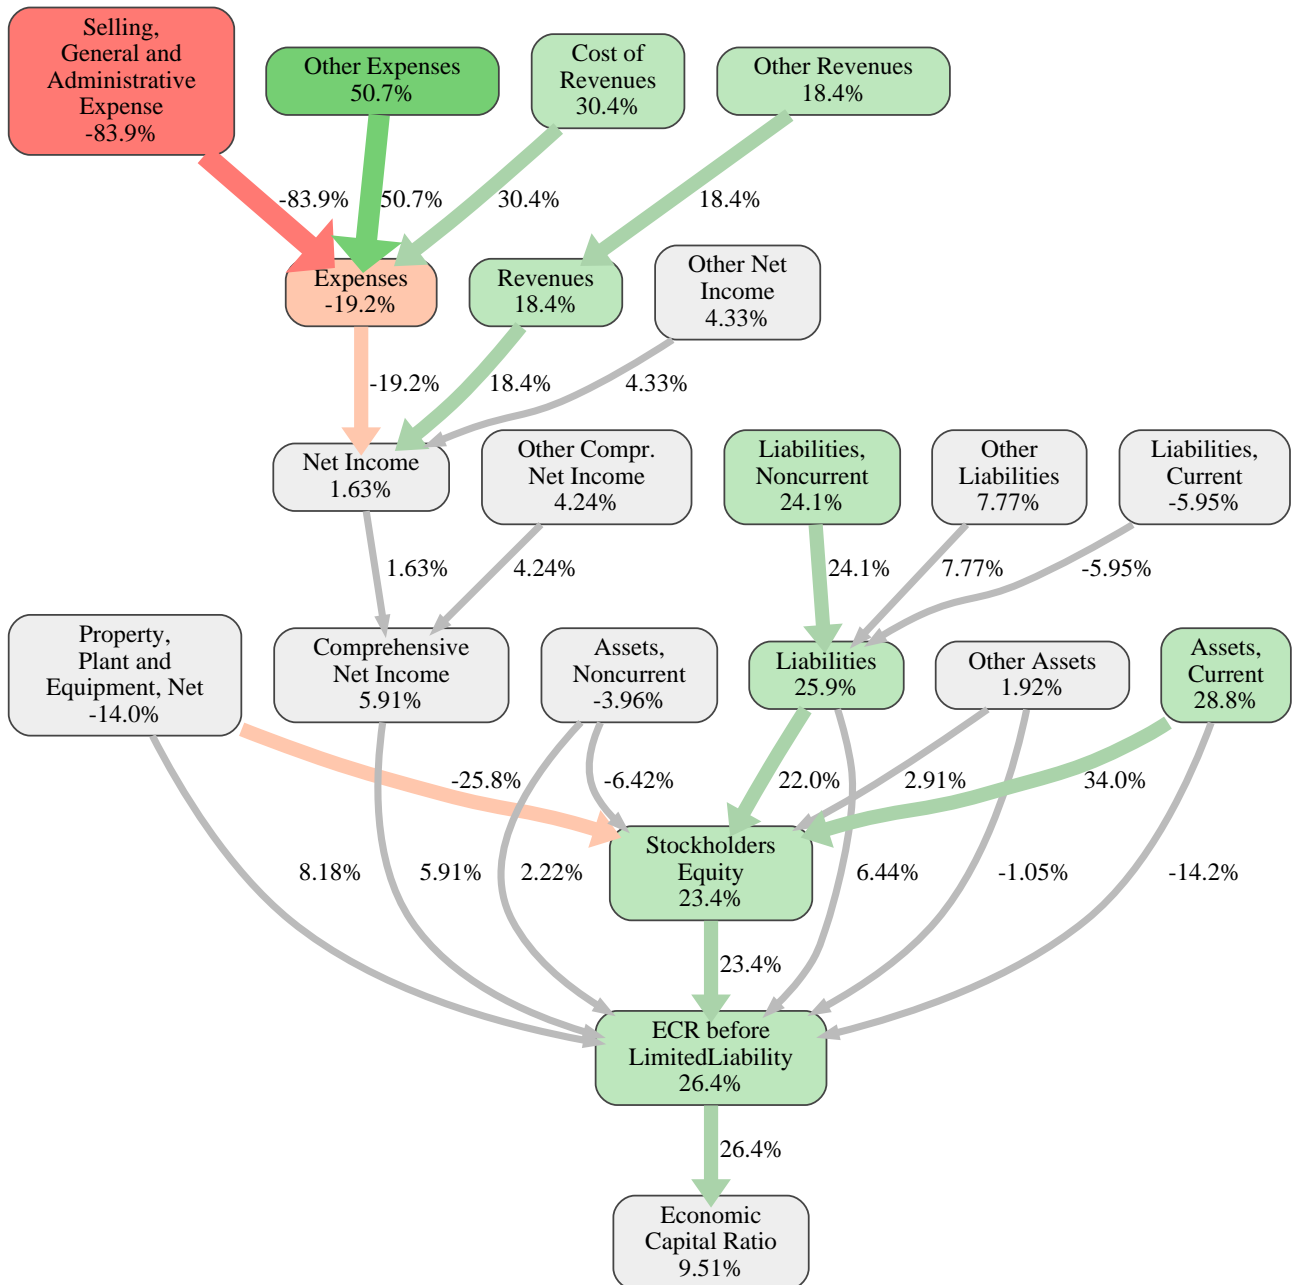 Selling,
General and
Administrative
Expense
-83.9%
Other Expenses
50.7%
Cost of
Revenues
30.4%
Other Revenues
18.4%
-83.9%
50.7%
30.4%
18.4%
Expenses
-19.2%
Revenues
18.4%
Other Net
Income
4.33%
-19.2%
18.4%
4.33%
Net Income
1.63%
Other Compr.
Net Income
4.24%
Liabilities,
Noncurrent
24.1%
Other
Liabilities
7.77%
Liabilities,
Current
-5.95%
1.63%
4.24%
24.1%
7.77%
-5.95%
Property,
Plant and
Equipment, Net
-14.0%
Comprehensive
Net Income
5.91%
Assets,
Noncurrent
-3.96%
Liabilities
25.9%
Other Assets
1.92%
Assets,
Current
28.8%
-25.8%
-6.42%
22.0%
2.91%
34.0%
Stockholders
Equity
23.4%
8.18%
5.91%
2.22%
6.44%
-1.05%
-14.2%
23.4%
ECR before
LimitedLiability
26.4%
26.4%
Economic
Capital Ratio
9.51%